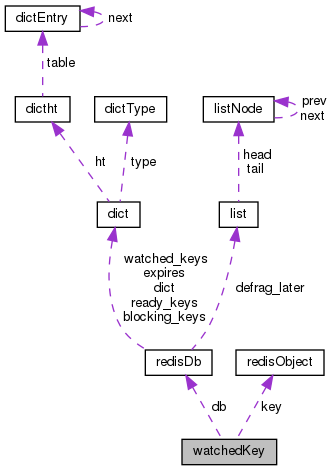 dictEntry
next
table
dictht
dictType
listNode
prev
next
ht
type
head
tail
dict
list
watched_keys
expires
dict
ready_keys
blocking_keys
defrag_later
redisDb
redisObject
db
key
watchedKey